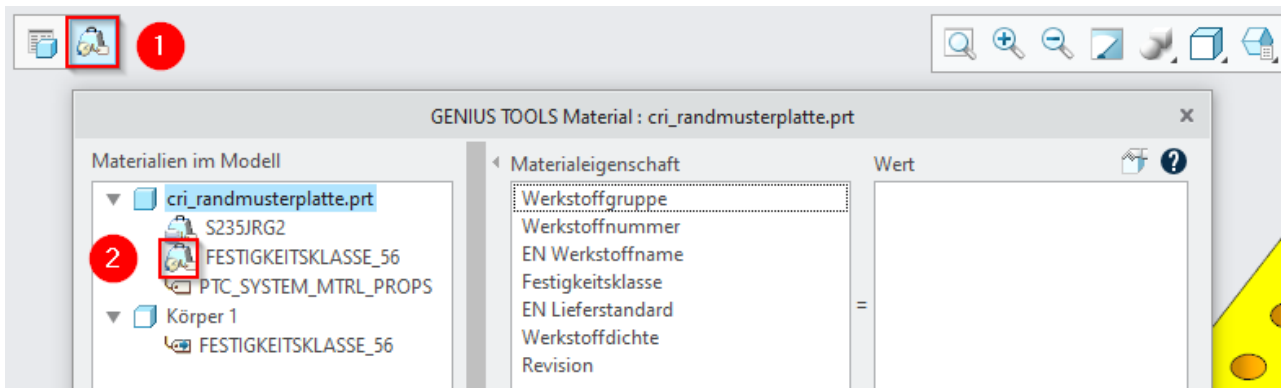 1
GENIUS TOOLS Material : cri_randmusterplatte.prt
Materialien im Modell
cri_randmusterplatte.prt
S235JRG2
2
FESTIGKEITSKLASSE_56
PTC_SYSTEM_MTRL_PROPS
Körper 1
FESTIGKEITSKLASSE_56
Materialeigenschaft
Werkstoffgruppe
Werkstoffnummer
EN Werkstoffname
Festigkeitsklasse
EN Lieferstandard
Werkstoffdichte
Revision
=
Wert
?